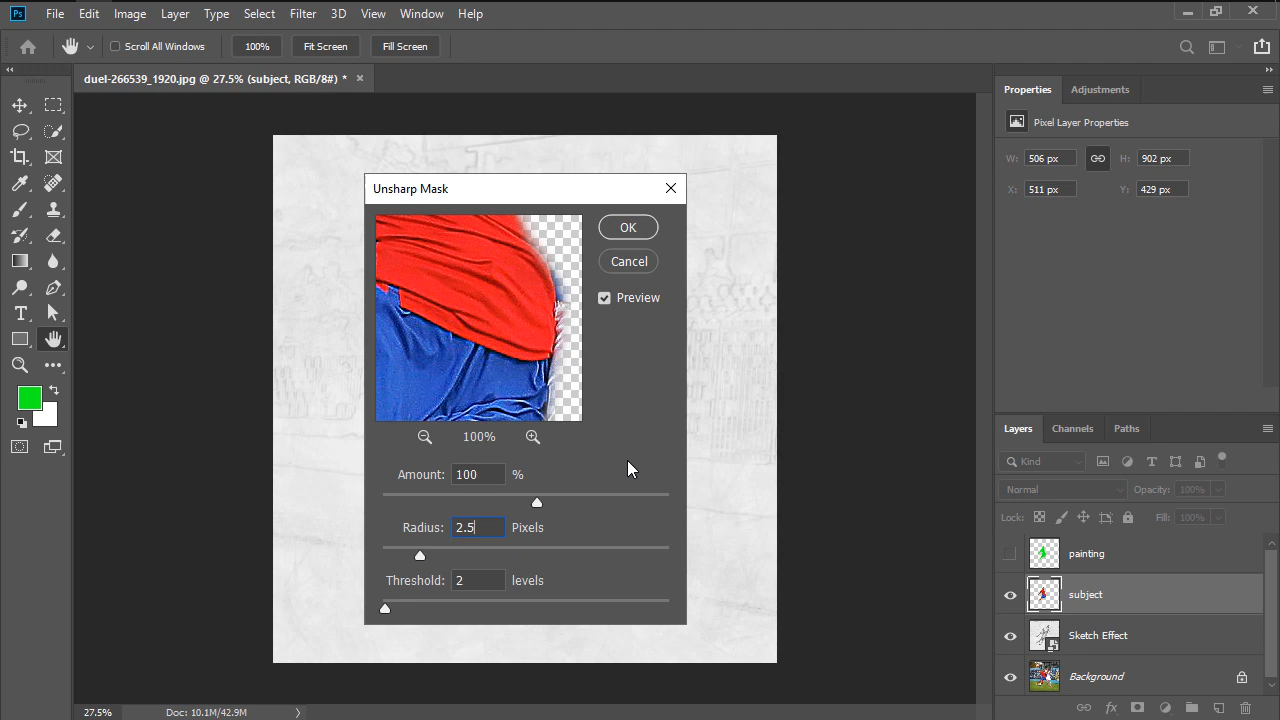 Ps File Edit Image Layer Type Select Filter 3D View Window Help
Scroll All Windows 100% Fit Screen Fill Screen
duel-266539_1920.jpg @ 27.5% (subject, RGB/8#) *
Properties Adjustments
Pixel Layer Properties
W: 506 px H: 902 px
X: 511 px Y: 429 px
Unsharp Mask
OK
Cancel
Preview
100%
Amount: 100 %
Radius: 2.5 Pixels
Threshold: 2 levels
Layers Channels Paths
Kind
Normal Opacity: 100%
Lock: Fill: 100%
painting
subject
Sketch Effect
Background
27.5% Doc: 10.1M/42.9M